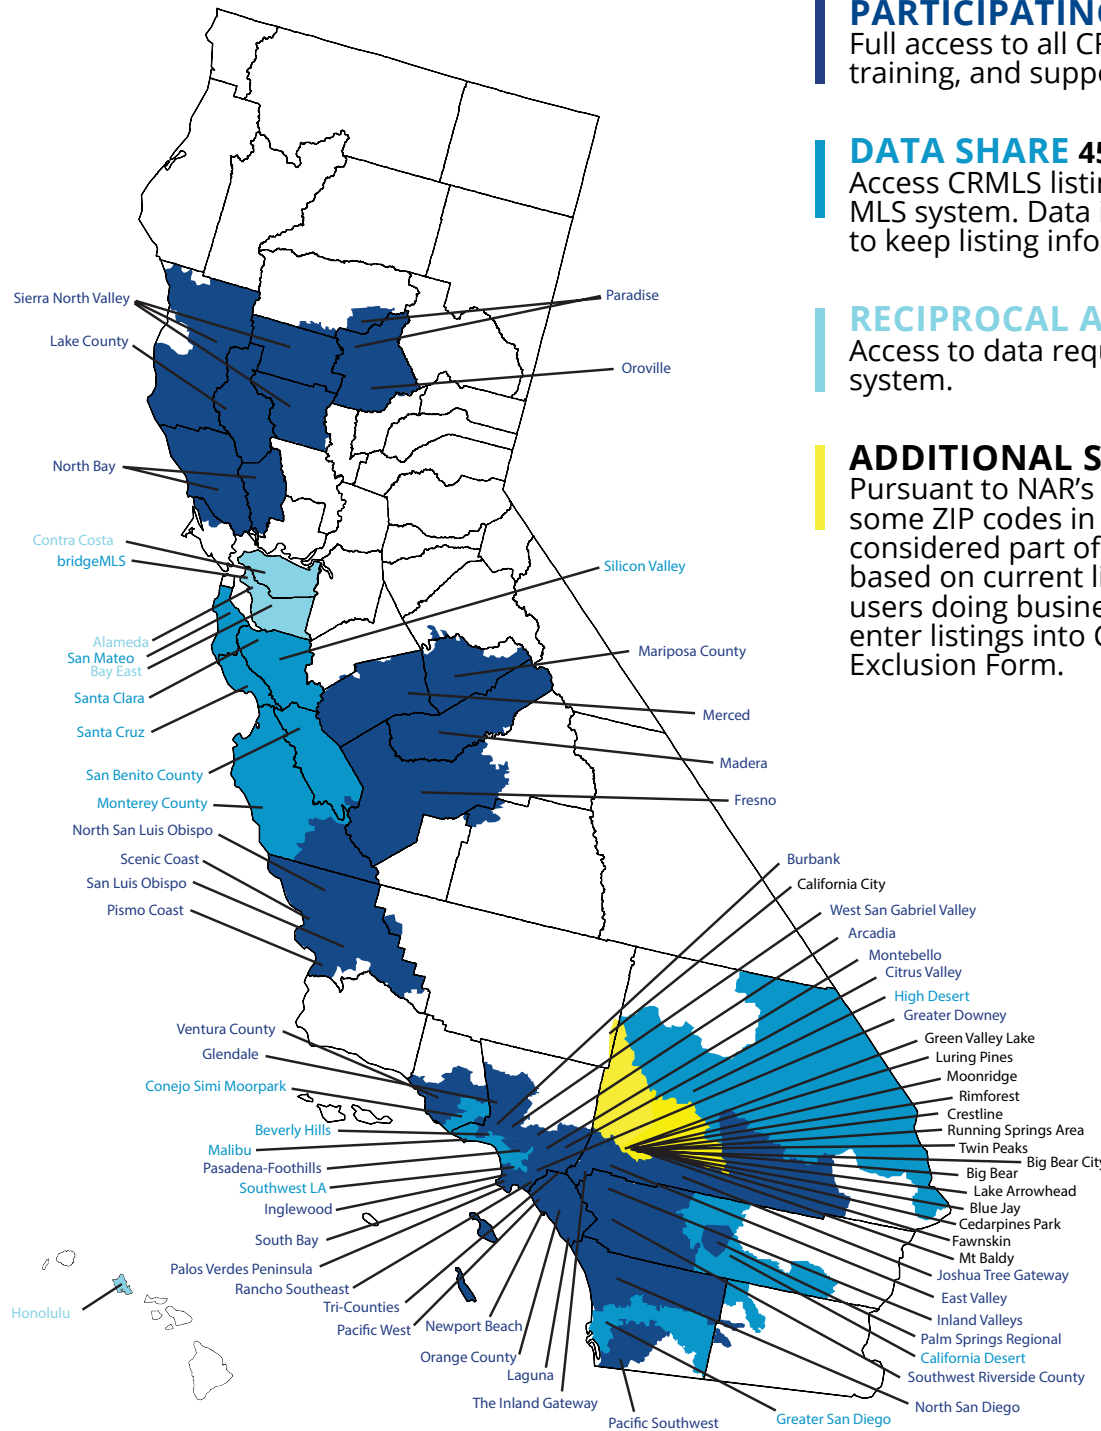 PARTICIPATING
Full access to all
training, and
DATA SHARE 45
Access CRMLS
MLS system. Data
to keep listing
RECIPROCAL
Access to data
system.
ADDITIONAL
Pursuant to NAR’s
some ZIP codes in
considered part of
based on current
users doing
enter listings into
Exclusion Form.
Sierra North Valley
Lake County
North Bay
Contra Costa
bridgeMLS
Alameda
San Mateo
Bay East
Santa Clara
Santa Cruz
San Benito County
Monterey County
North San Luis Obispo
Scenic Coast
San Luis Obispo
Pismo Coast
Ventura County
Glendale
Conejo Simi Moorpark
Beverly Hills
Malibu
Pasadena-Foothills
Southwest LA
Inglewood
South Bay
Palos Verdes Peninsula
Rancho Southeast
Tri-Counties
Pacific West
Newport Beach
Orange County
Laguna
The Inland Gateway
Pacific Southwest
Honolulu
Paradise
Oroville
Silicon Valley
Mariposa County
Merced
Madera
Fresno
Burbank
California City
West San Gabriel Valley
Arcadia
Montebello
Citrus Valley
High Desert
Greater Downey
Green Valley Lake
Luring Pines
Moonridge
Rimforest
Crestline
Running Springs Area
Twin Peaks
Big Bear City
Big Bear
Lake Arrowhead
Blue Jay
Cedarpines Park
Fawnskin
Mt Baldy
Joshua Tree Gateway
East Valley
Inland Valleys
Palm Springs Regional
California Desert
Southwest Riverside County
North San Diego
Greater San Diego